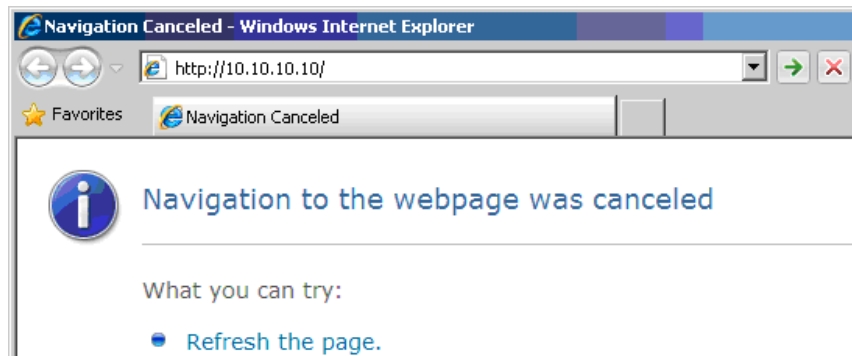 Navigation Canceled - Windows Internet Explorer
http://10.10.10.10/
Favorites
Navigation Canceled
Navigation to the webpage was canceled
What you can try:
Refresh the page.